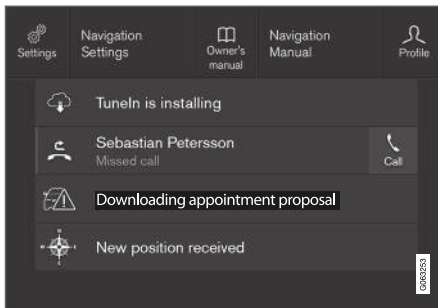 Settings
Navigation
Settings
Owner's
manual
Navigation
Manual
Profile
TuneIn is installing
Sebastian Petersson
Missed call
Call
Downloading appointment proposal
New position received
G063253